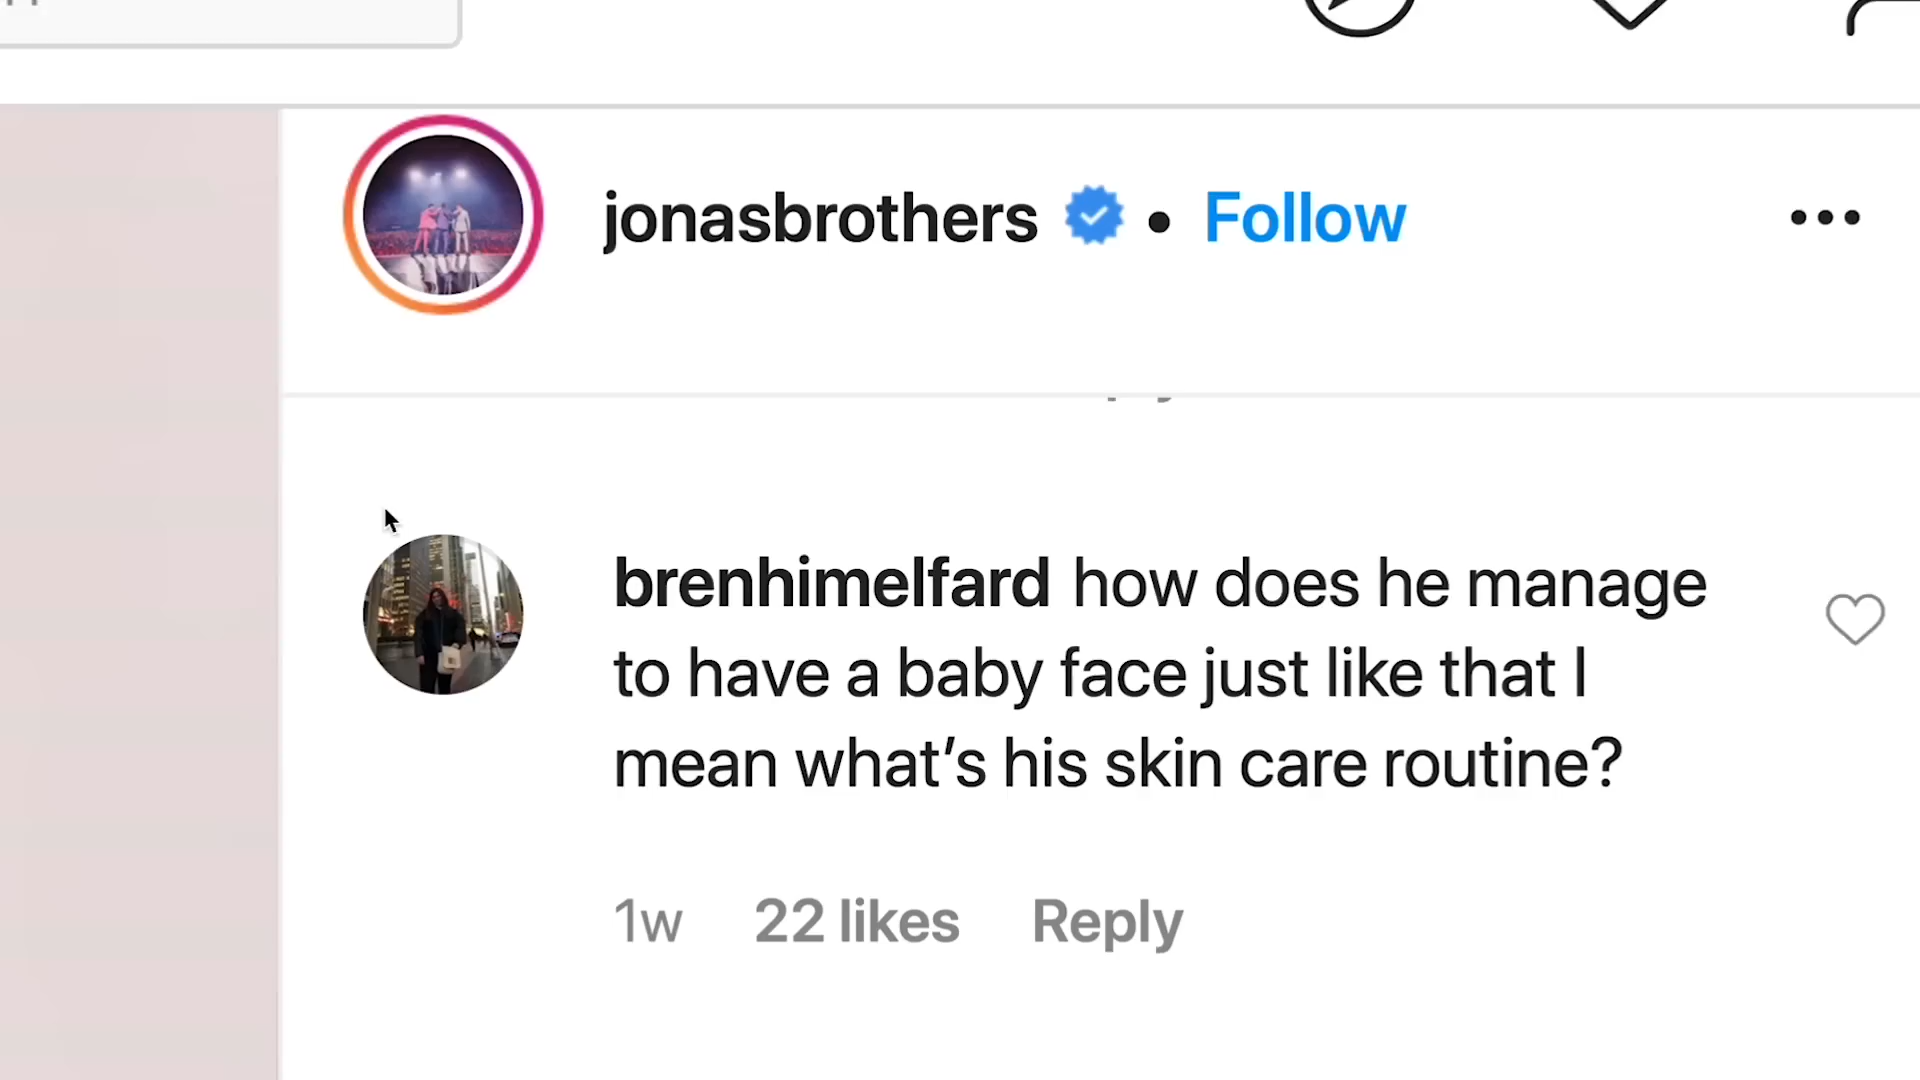 jonasbrothers • Follow
brenhimelfard how does he manage
to have a baby face just like that I
mean what's his skin care routine?
1w 22 likes Reply